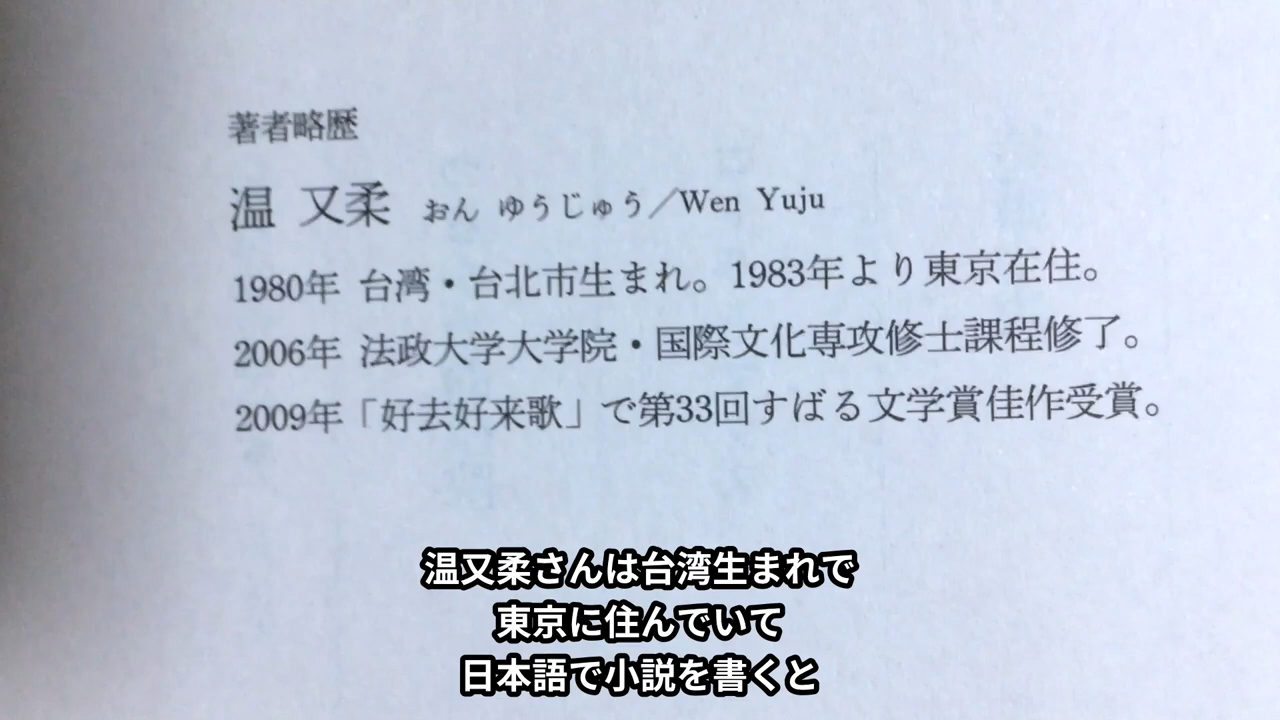 著者略歴
温 又柔 おん ゆうじゅう／Wen Yuju
1980年 台湾・台北市生まれ。1983年より東京在住。
2006年 法政大学大学院・国際文化専攻修士課程修了。
2009年「好去好来歌」で第33回すばる文学賞佳作受賞。
温又柔さんは台湾生まれで
東京に住んでいて
日本語で小説を書くと